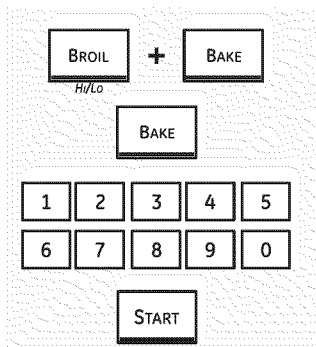 BROIL + BAKE
HI/LO
BAKE
1 2 3 4 5
6 7 8 9 0
START